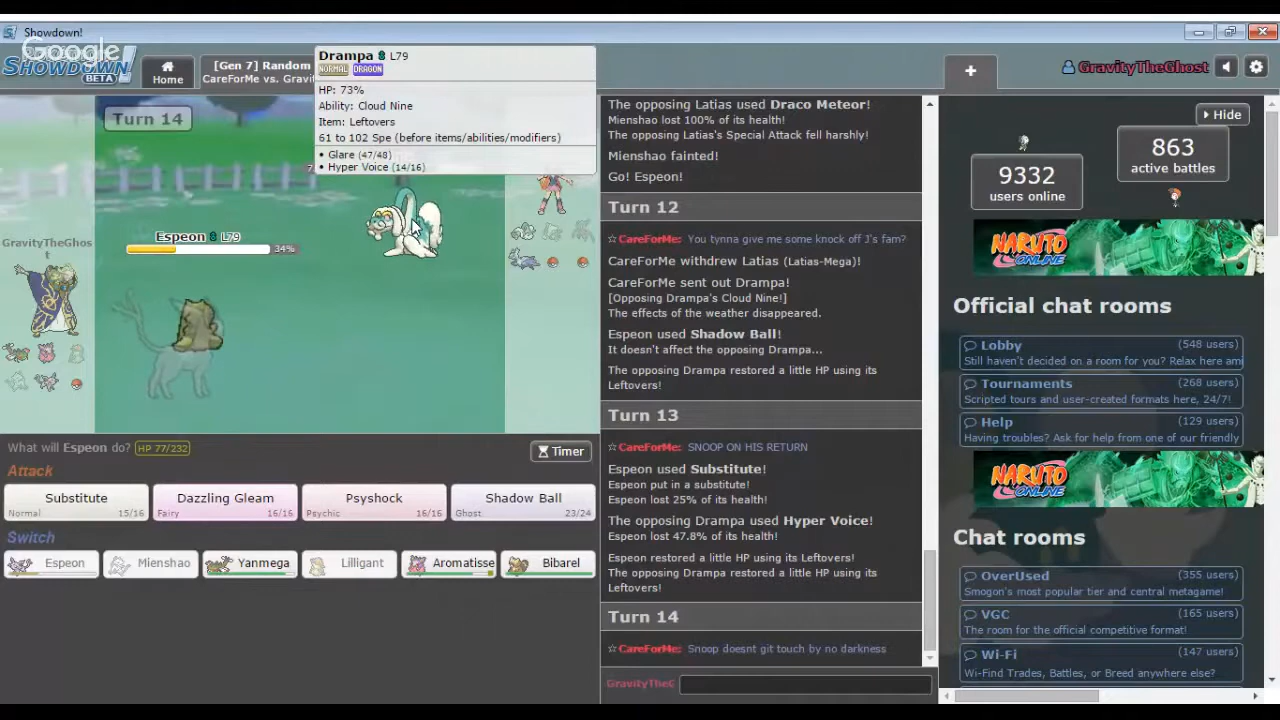 Showdown!
Google
SHOWDOWN!
BETA
Home
[Gen 7] Random
CareForMe vs. Gravi
GravityTheGhost
Drampa L79
NORMAL DRAGON
HP: 73%
Ability: Cloud Nine
Item: Leftovers
61 to 102 Spe (before items/abilities/modifiers)
• Glare (47/48)
• Hyper Voice (14/16)
Turn 14
GravityTheGhos
t
Espeon L79
34%
What will Espeon do? HP 77/232
Timer
Attack
Substitute
Normal 15/16
Dazzling Gleam
Fairy 16/16
Psyshock
Psychic 16/16
Shadow Ball
Ghost 23/24
Switch
Espeon
Mienshao
Yanmega
Lilligant
Aromatisse
Bibarel
The opposing Latias used Draco Meteor!
Mienshao lost 100% of its health!
The opposing Latias's Special Attack fell harshly!
Mienshao fainted!
Go! Espeon!
Turn 12
☆CareForMe: You tynna give me some knock off J's fam?
CareForMe withdrew Latias (Latias-Mega)!
CareForMe sent out Drampa!
[Opposing Drampa's Cloud Nine!]
The effects of the weather disappeared.
Espeon used Shadow Ball!
It doesn't affect the opposing Drampa...
The opposing Drampa restored a little HP using its
Leftovers!
Turn 13
☆CareForMe: SNOOP ON HIS RETURN
Espeon used Substitute!
Espeon put in a substitute!
Espeon lost 25% of its health!
The opposing Drampa used Hyper Voice!
Espeon lost 47.8% of its health!
Espeon restored a little HP using its Leftovers!
The opposing Drampa restored a little HP using its
Leftovers!
Turn 14
☆CareForMe: Snoop doesnt git touch by no darkness
GravityTheG
Hide
9332
users online
863
active battles
NARUTO
ONLINE
Official chat rooms
Lobby (548 users)
Still haven't decided on a room for you? Relax here ami
Tournaments (268 users)
Scripted tours and user-created formats here, 24/7!
Help (129 users)
Having troubles? Ask for help from one of our friendly
NARUTO
ONLINE
Chat rooms
OverUsed (355 users)
Smogon's most popular tier and central metagame!
VGC (165 users)
The room for the official competitive format!
Wi-Fi (147 users)
Wi-Find Trades, Battles, or Breed anywhere else?